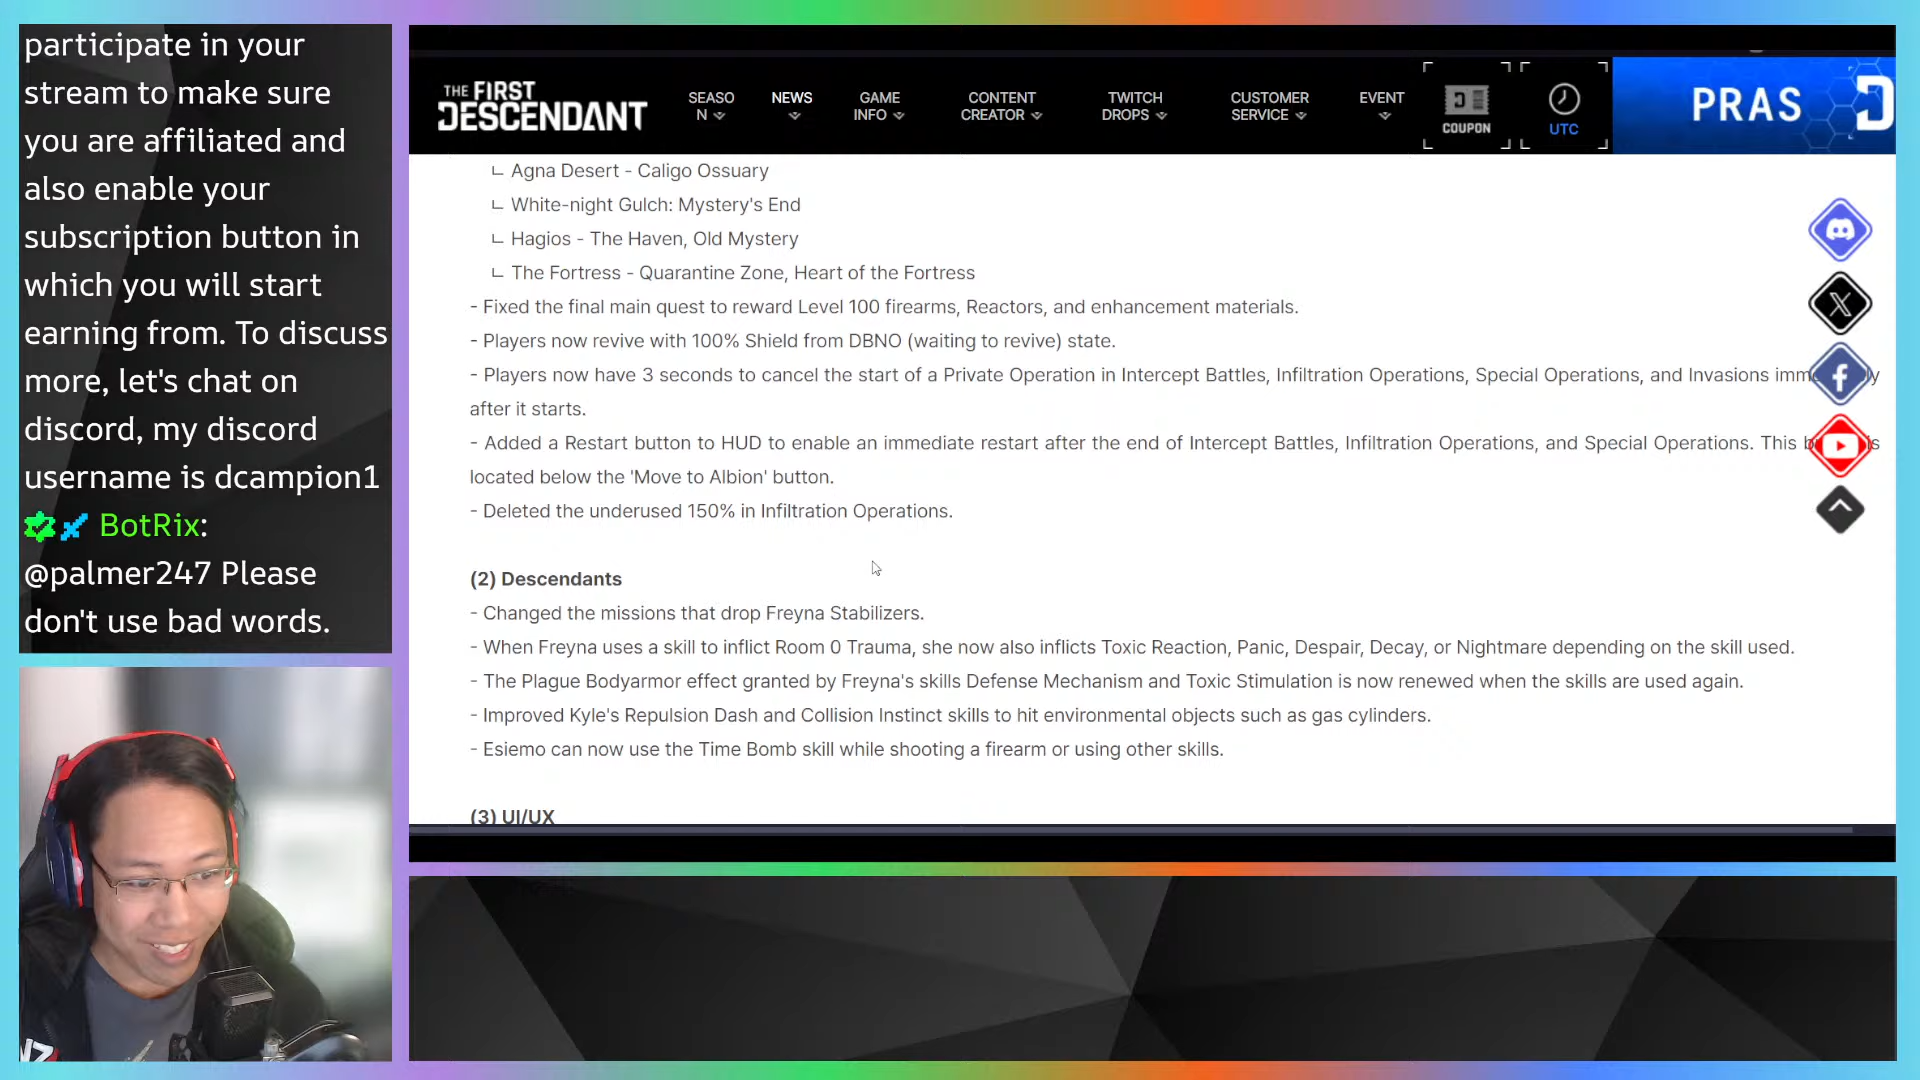 participate in your
stream to make sure
you are affiliated and
also enable your
subscription button in
which you will start
earning from. To discuss
more, let's chat on
discord, my discord
username is dcampion1
BotRix:
@palmer247 Please
don't use bad words.
THE FIRST
DESCENDANT
SEASO
N
NEWS
GAME
INFO
CONTENT
CREATOR
TWITCH
DROPS
CUSTOMER
SERVICE
EVENT
COUPON
UTC
PRAS
∟ Agna Desert - Caligo Ossuary
∟ White-night Gulch: Mystery's End
∟ Hagios - The Haven, Old Mystery
∟ The Fortress - Quarantine Zone, Heart of the Fortress
- Fixed the final main quest to reward Level 100 firearms, Reactors, and enhancement materials.
- Players now revive with 100% Shield from DBNO (waiting to revive) state.
- Players now have 3 seconds to cancel the start of a Private Operation in Intercept Battles, Infiltration Operations, Special Operations, and Invasions
after it starts.
- Added a Restart button to HUD to enable an immediate restart after the end of Intercept Battles, Infiltration Operations, and Special Operations. This
located below the 'Move to Albion' button.
- Deleted the underused 150% in Infiltration Operations.
(2) Descendants
- Changed the missions that drop Freyna Stabilizers.
- When Freyna uses a skill to inflict Room 0 Trauma, she now also inflicts Toxic Reaction, Panic, Despair, Decay, or Nightmare depending on the skill used.
- The Plague Bodyarmor effect granted by Freyna's skills Defense Mechanism and Toxic Stimulation is now renewed when the skills are used again.
- Improved Kyle's Repulsion Dash and Collision Instinct skills to hit environmental objects such as gas cylinders.
- Esiemo can now use the Time Bomb skill while shooting a firearm or using other skills.
(3) UI/UX